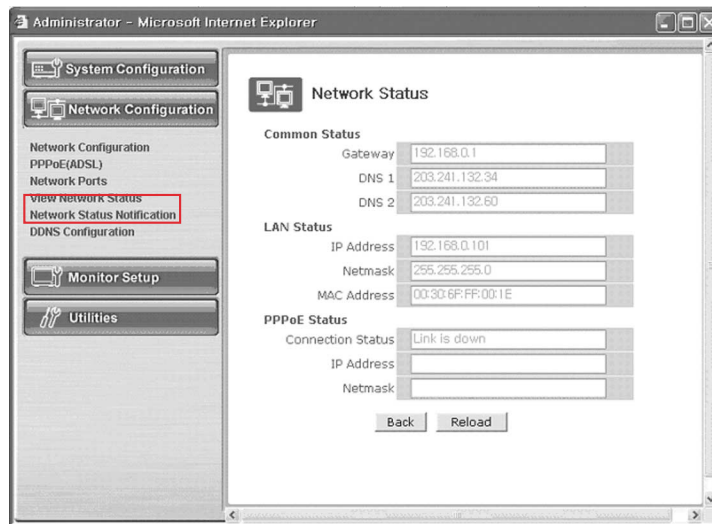 Administrator - Microsoft Internet Explorer
System Configuration
Network Configuration
Network Configuration
PPPoE(ADSL)
Network Ports
View Network Status
Network Status Notification
DDNS Configuration
Monitor Setup
Utilities
Network Status
Common Status
Gateway 192.168.0.1
DNS 1 203.241.132.34
DNS 2 203.241.132.60
LAN Status
IP Address 192.168.0.101
Netmask 255.255.255.0
MAC Address 00:30:6F:FF:00:1E
PPPoE Status
Connection Status Link is down
IP Address
Netmask
Back Reload